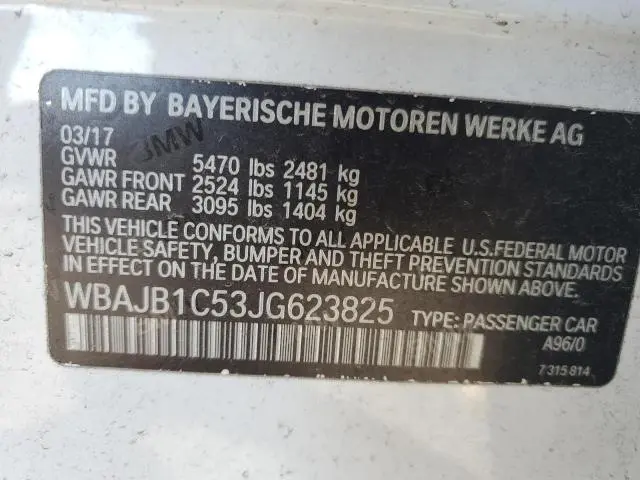 MFD BY BAYERISCHE MOTOREN WERKE AG
03/17
BMW
GVWR 5470 lbs 2481 kg
GAWR FRONT 2524 lbs 1145 kg
GAWR REAR 3095 lbs 1404 kg
THIS VEHICLE CONFORMS TO ALL APPLICABLE U.S.FEDERAL MOTOR
VEHICLE SAFETY, BUMPER AND THEFT PREVENTION STANDARDS
IN EFFECT ON THE DATE OF MANUFACTURE SHOWN ABOVE.
WBAJB1C53JG623825 TYPE: PASSENGER CAR
A96/0
7315814